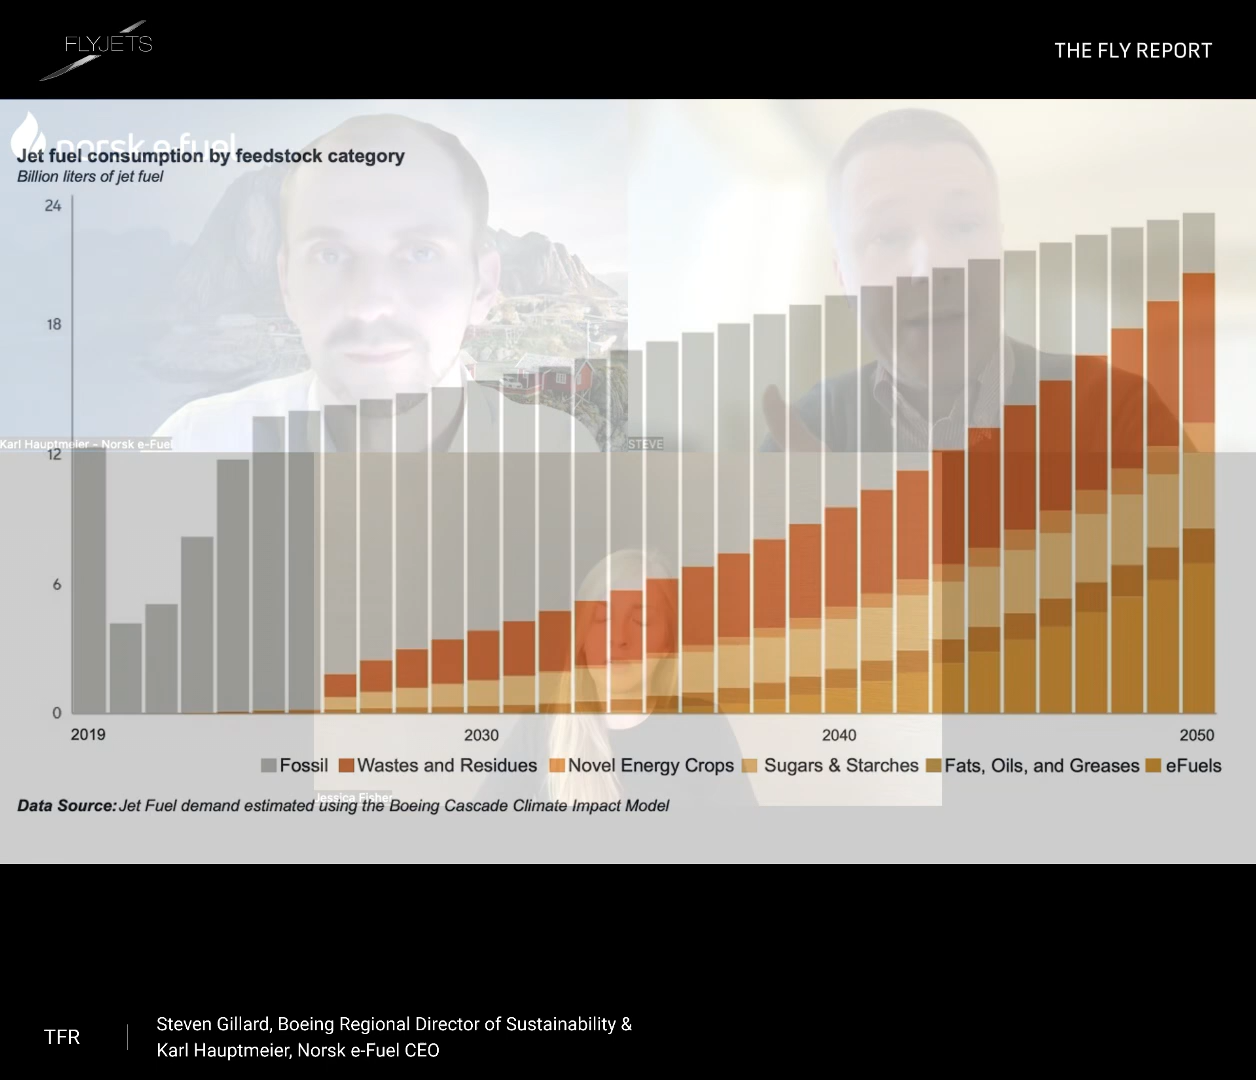 FLYJETS
THE FLY REPORT
norsk e-fuel
Jet fuel consumption by feedstock category
Billion liters of jet fuel
24
18
Karl Hauptmeier - Norsk e-Fuel
STEVE
12
6
0
2019 2030 2040 2050
Fossil Wastes and Residues Novel Energy Crops Sugars & Starches Fats, Oils, and Greases eFuels
Jessica Fisher
Data Source: Jet Fuel demand estimated using the Boeing Cascade Climate Impact Model
TFR
Steven Gillard, Boeing Regional Director of Sustainability &
Karl Hauptmeier, Norsk e-Fuel CEO